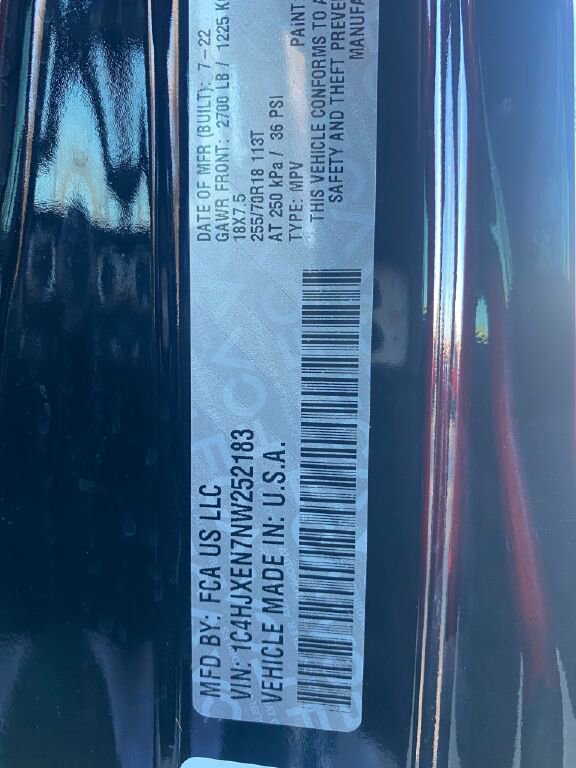 MFD BY: FCA US LLC
DATE OF MFR (BUILT): 7-22
VIN: 1C4HJXEN7NW252183
GAWR FRONT: 2700 LB / 1225 K
VEHICLE MADE IN: U.S.A.
18X7.5
255/70R18 113T
AT 250 kPa / 36 PSI
TYPE: MPV
PAINT
THIS VEHICLE CONFORMS TO A
SAFETY AND THEFT PREVE
MANUFA
FCA